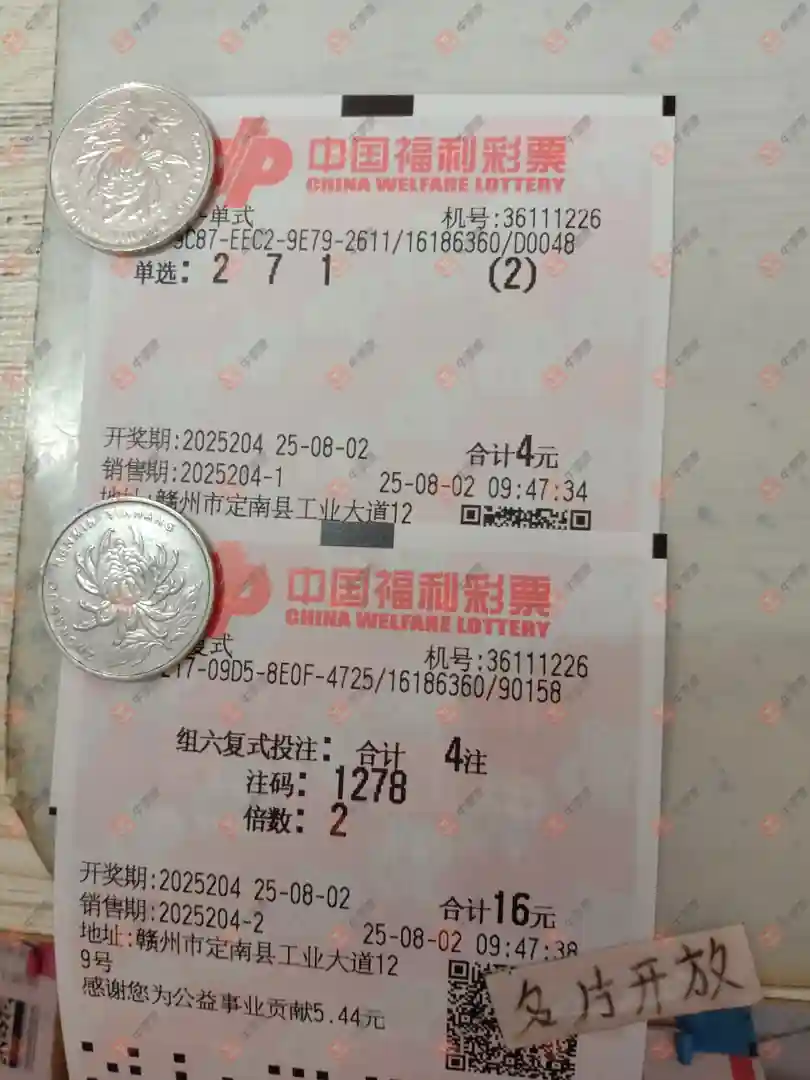 中国福利彩票
CHINA WELFARE LOTTERY
-单式 机号:36111226
9C87-EEC2-9E79-2611/16186360/D0048
单选: 2 7 1 (2)
开奖期:2025204 25-08-02 合计4元
销售期:2025204-1 25-08-02 09:47:34
地址:赣州市定南县工业大道12
中国福利彩票
CHINA WELFARE LOTTERY
复式 机号:36111226
217-09D5-8E0F-4725/16186360/90158
组六复式投注: 合计 4注
注码: 1278
倍数: 2
开奖期:2025204 25-08-02 合计16元
销售期:2025204-2 25-08-02 09:47:38
地址:赣州市定南县工业大道12
9号
感谢您为公益事业贡献5.44元
名片开放